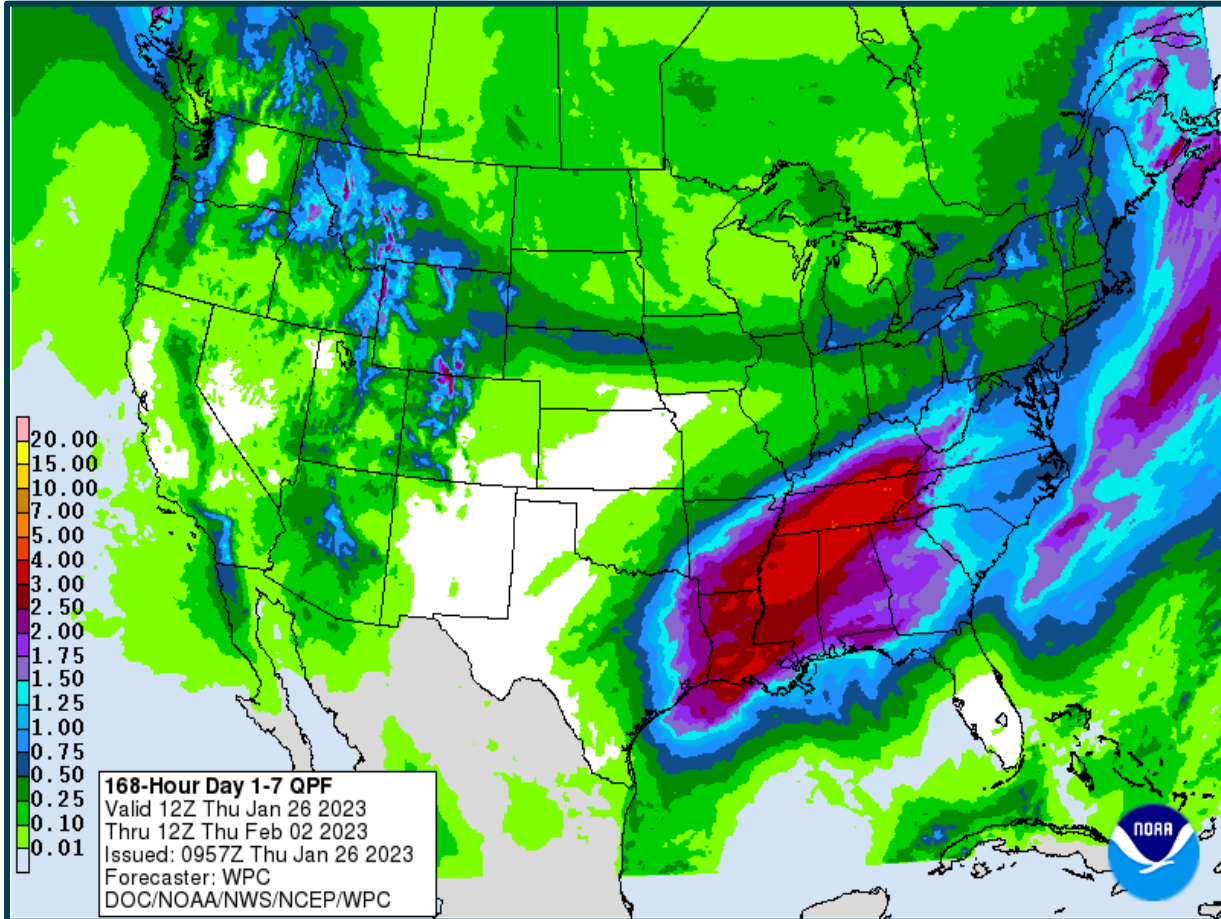 20.00
15.00
10.00
7.00
5.00
4.00
3.00
2.50
2.00
1.75
1.50
1.25
1.00
0.75
0.50
0.25
0.10
0.01
168-Hour Day 1-7 QPF
Valid 12Z Thu Jan 26 2023
Thru 12Z Thu Feb 02 2023
Issued: 0957Z Thu Jan 26 2023
Forecaster: WPC
DOC/NOAA/NWS/NCEP/WPC
NOAA